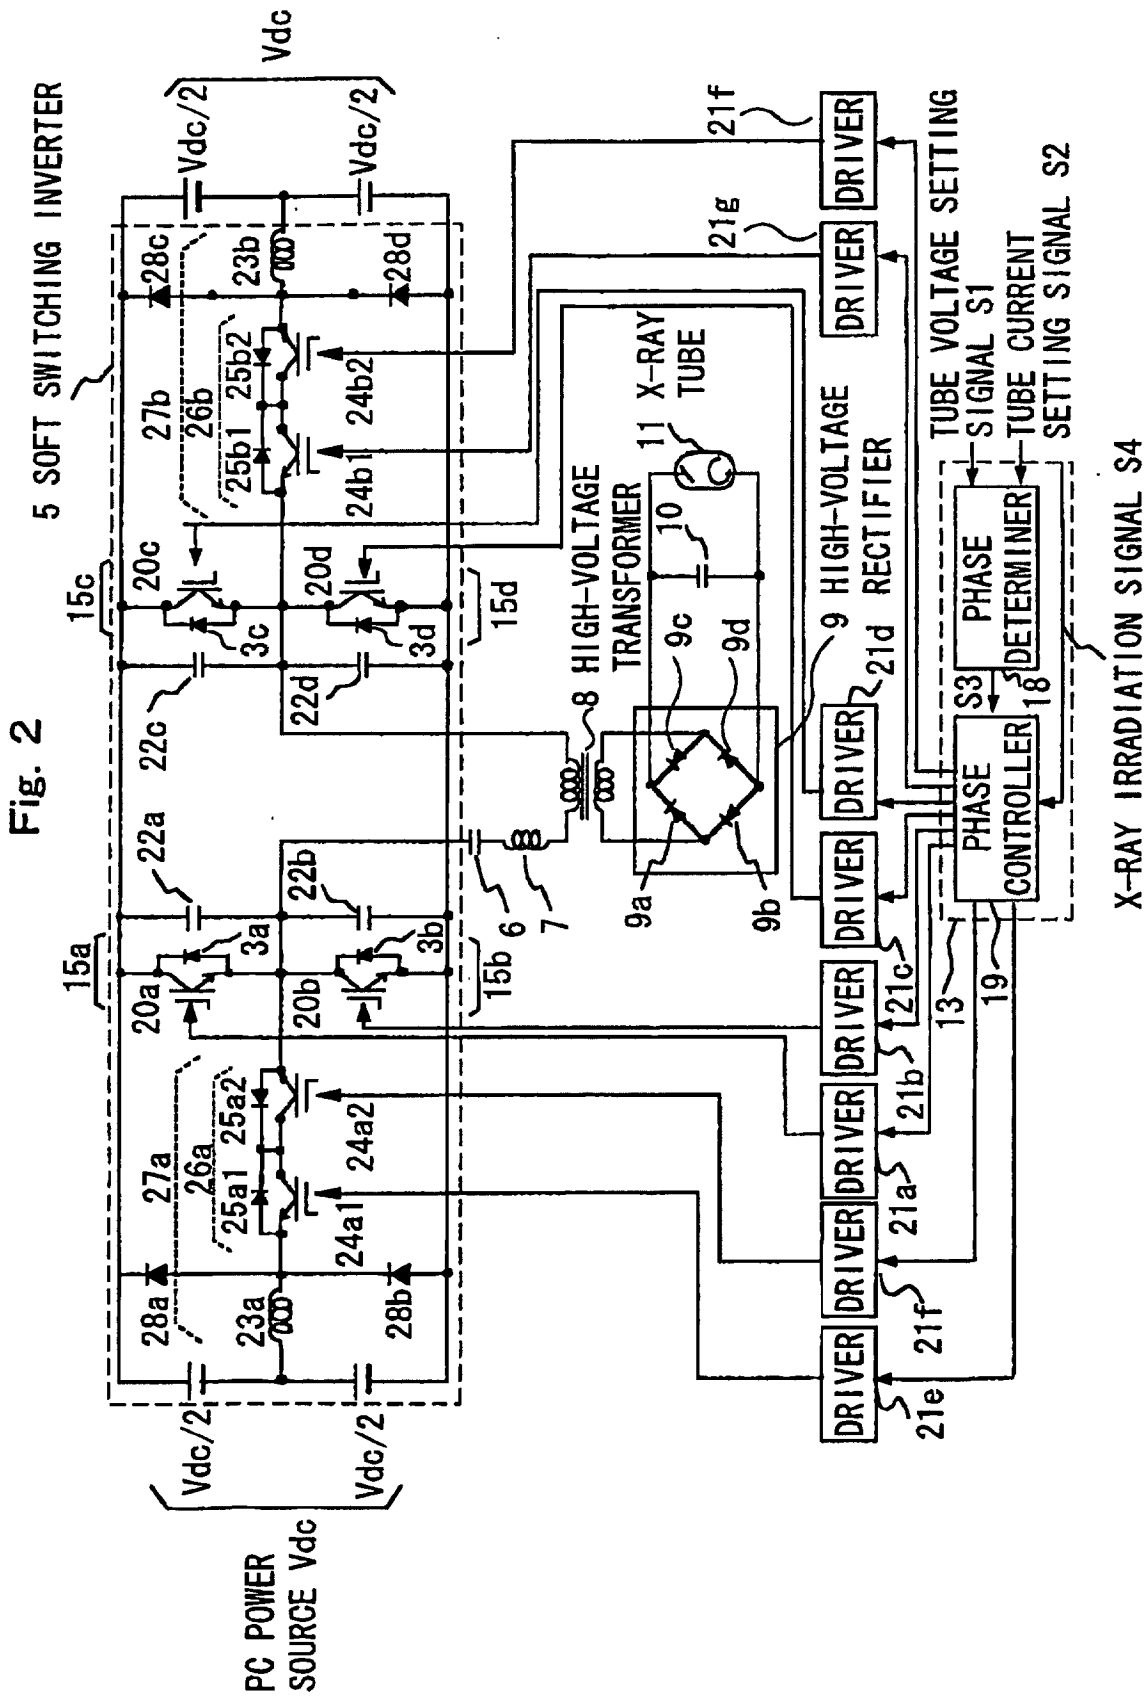 Fig. 2
5 SOFT SWITCHING INVERTER
PC POWER
SOURCE Vdc
Vdc/2
Vdc/2
28a
27a
26a
25a1
25a2
23a
28b
24a1
24a2
15a
20a
3a
20b
3b
15b
22a
22b
22c
22d
15c
20c
3c
20d
3d
15d
27b
26b
25b1
25b2
24b1
24b2
28c
23b
28d
Vdc/2
Vdc/2
Vdc
6
7
8 HIGH-VOLTAGE
TRANSFORMER
9a
9b
9c
9d
10
11
X-RAY
TUBE
9 HIGH-VOLTAGE
RECTIFIER
DRIVER
21e
DRIVER
21f
DRIVER
21a
DRIVER
21b
DRIVER
21c
DRIVER
21d
DRIVER
21g
DRIVER
21f
13
19
PHASE
CONTROLLER
S3
18
PHASE
DETERMINER
TUBE VOLTAGE SETTING
SIGNAL S1
TUBE CURRENT
SETTING SIGNAL S2
X-RAY IRRADIATION SIGNAL S4